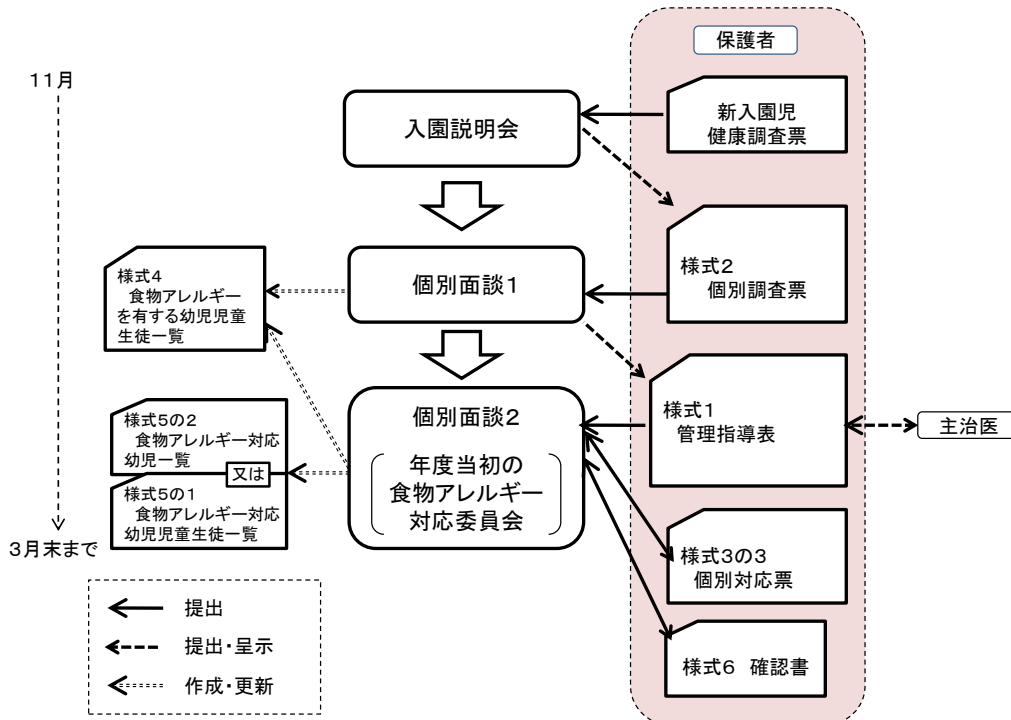 保護者
11月
新入園児
健康調査票
入園説明会
様式2
個別調査票
個別面談1
様式4
食物アレルギー
を有する幼児児童
生徒一覧
様式1
管理指導表
主治医
個別面談2
年度当初の
食物アレルギー
対応委員会
様式5の2
食物アレルギー対応
幼児一覧
又は
様式5の1
食物アレルギー対応
幼児児童生徒一覧
3月末まで
様式3の3
個別対応票
様式6 確認書
提出
提出・呈示
作成・更新